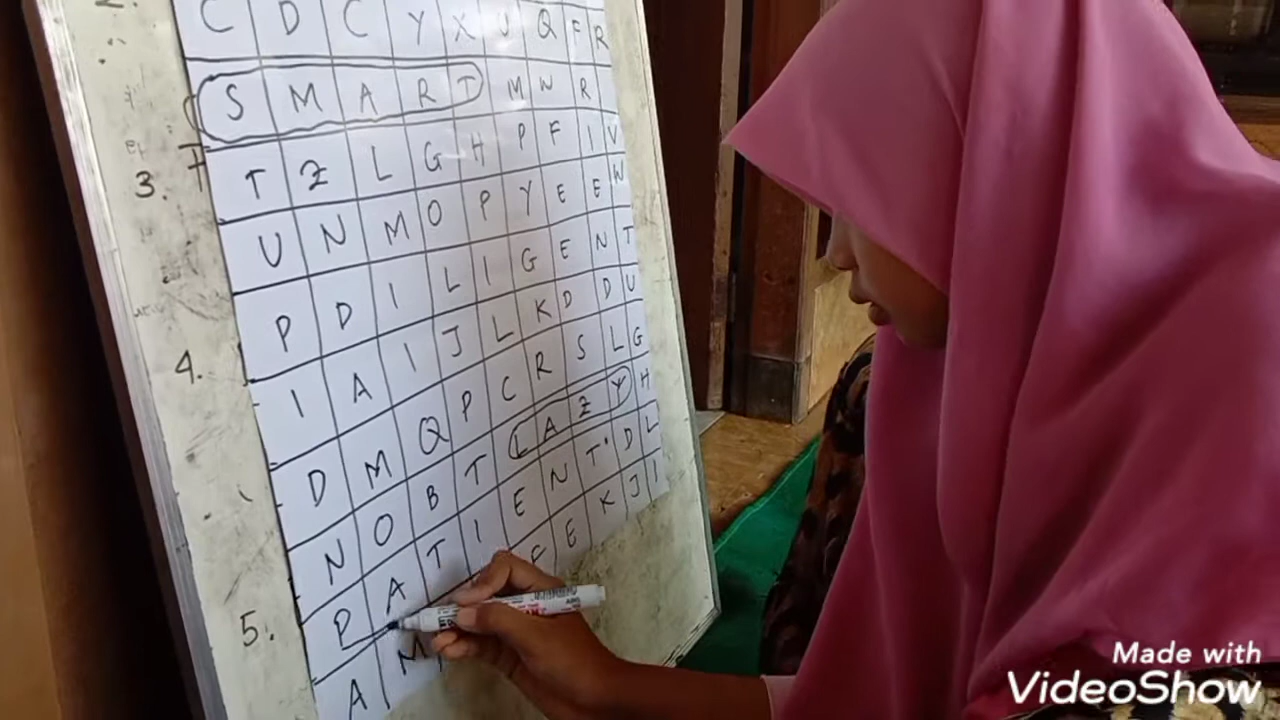 C D C Y X U Q F R
S M A R T M W R
3. T Z L G H P F I V
U N M O P Y E E W
P D I L I G E N T
4. I A I J L K D D U
D M Q P C R S L G
N O B T L A Z Y H
5. P A T I E N T D L
A M F E K J I
Made with
VideoShow